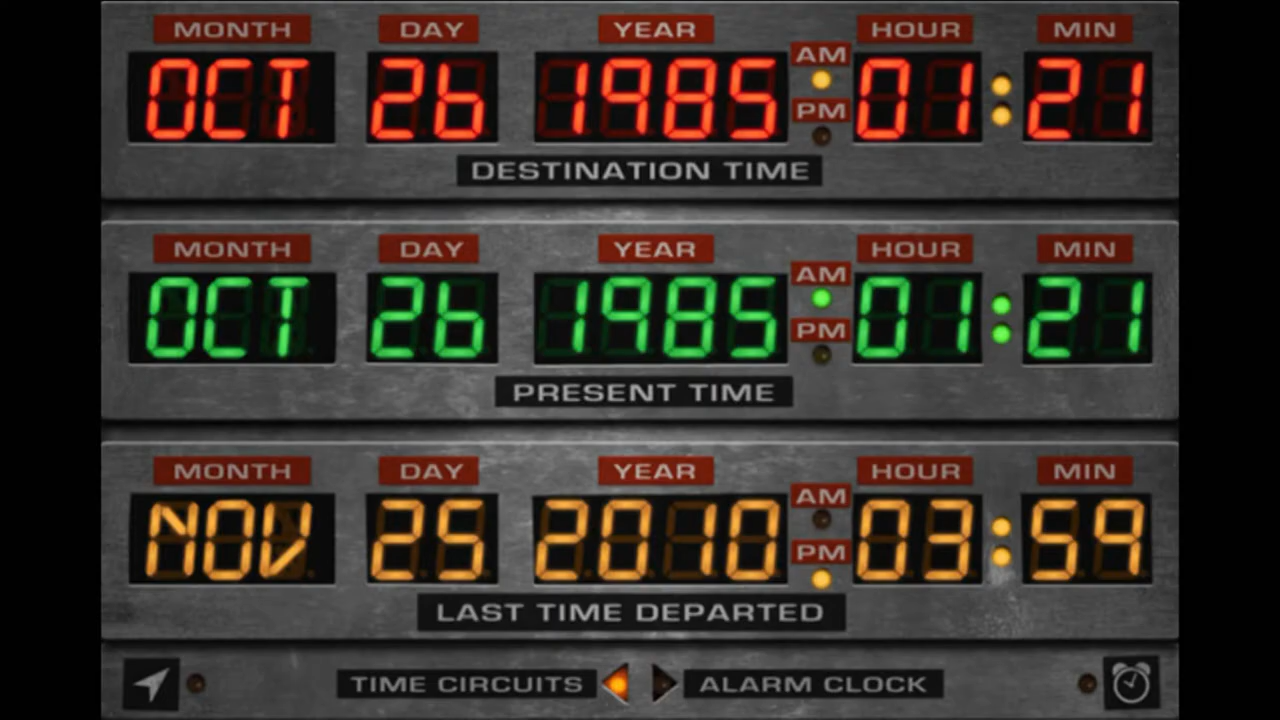 MONTH DAY YEAR AM HOUR MIN
OCT 26 1985 PM 01:21
DESTINATION TIME
MONTH DAY YEAR AM HOUR MIN
OCT 26 1985 PM 01:21
PRESENT TIME
MONTH DAY YEAR AM HOUR MIN
NOV 25 2010 PM 03:59
LAST TIME DEPARTED
TIME CIRCUITS ALARM CLOCK